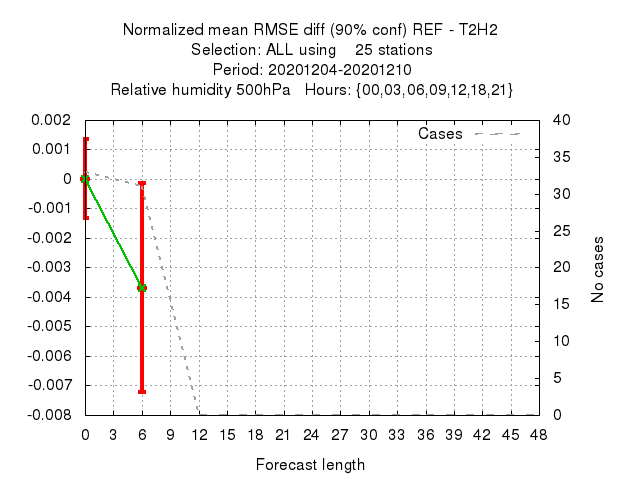 Normalized mean RMSE diff (90% conf) REF - T2H2
Selection: ALL using    25 stations
Period: 20201204-20201210
Relative humidity 500hPa   Hours: {00,03,06,09,12,18,21}
Cases
0.002
0.001
0
-0.001
-0.002
-0.003
-0.004
-0.005
-0.006
-0.007
-0.008
40
35
30
25
20
15
10
5
0
No cases
0 3 6 9 12 15 18 21 24 27 30 33 36 39 42 45 48
Forecast length